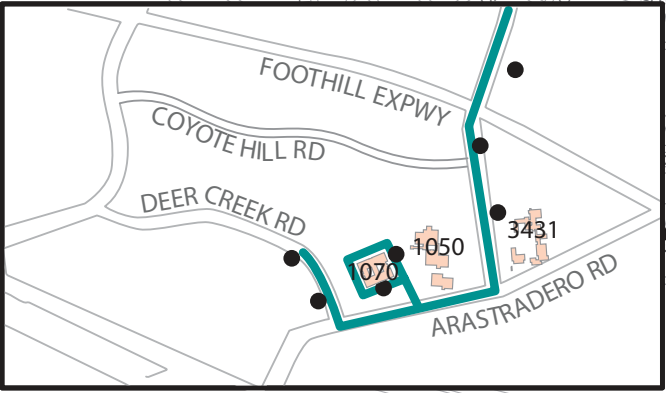 FOOTHILL EXPWY
COYOTE HILL RD
DEER CREEK RD
3431
1050
1070
ARASTRADERO RD